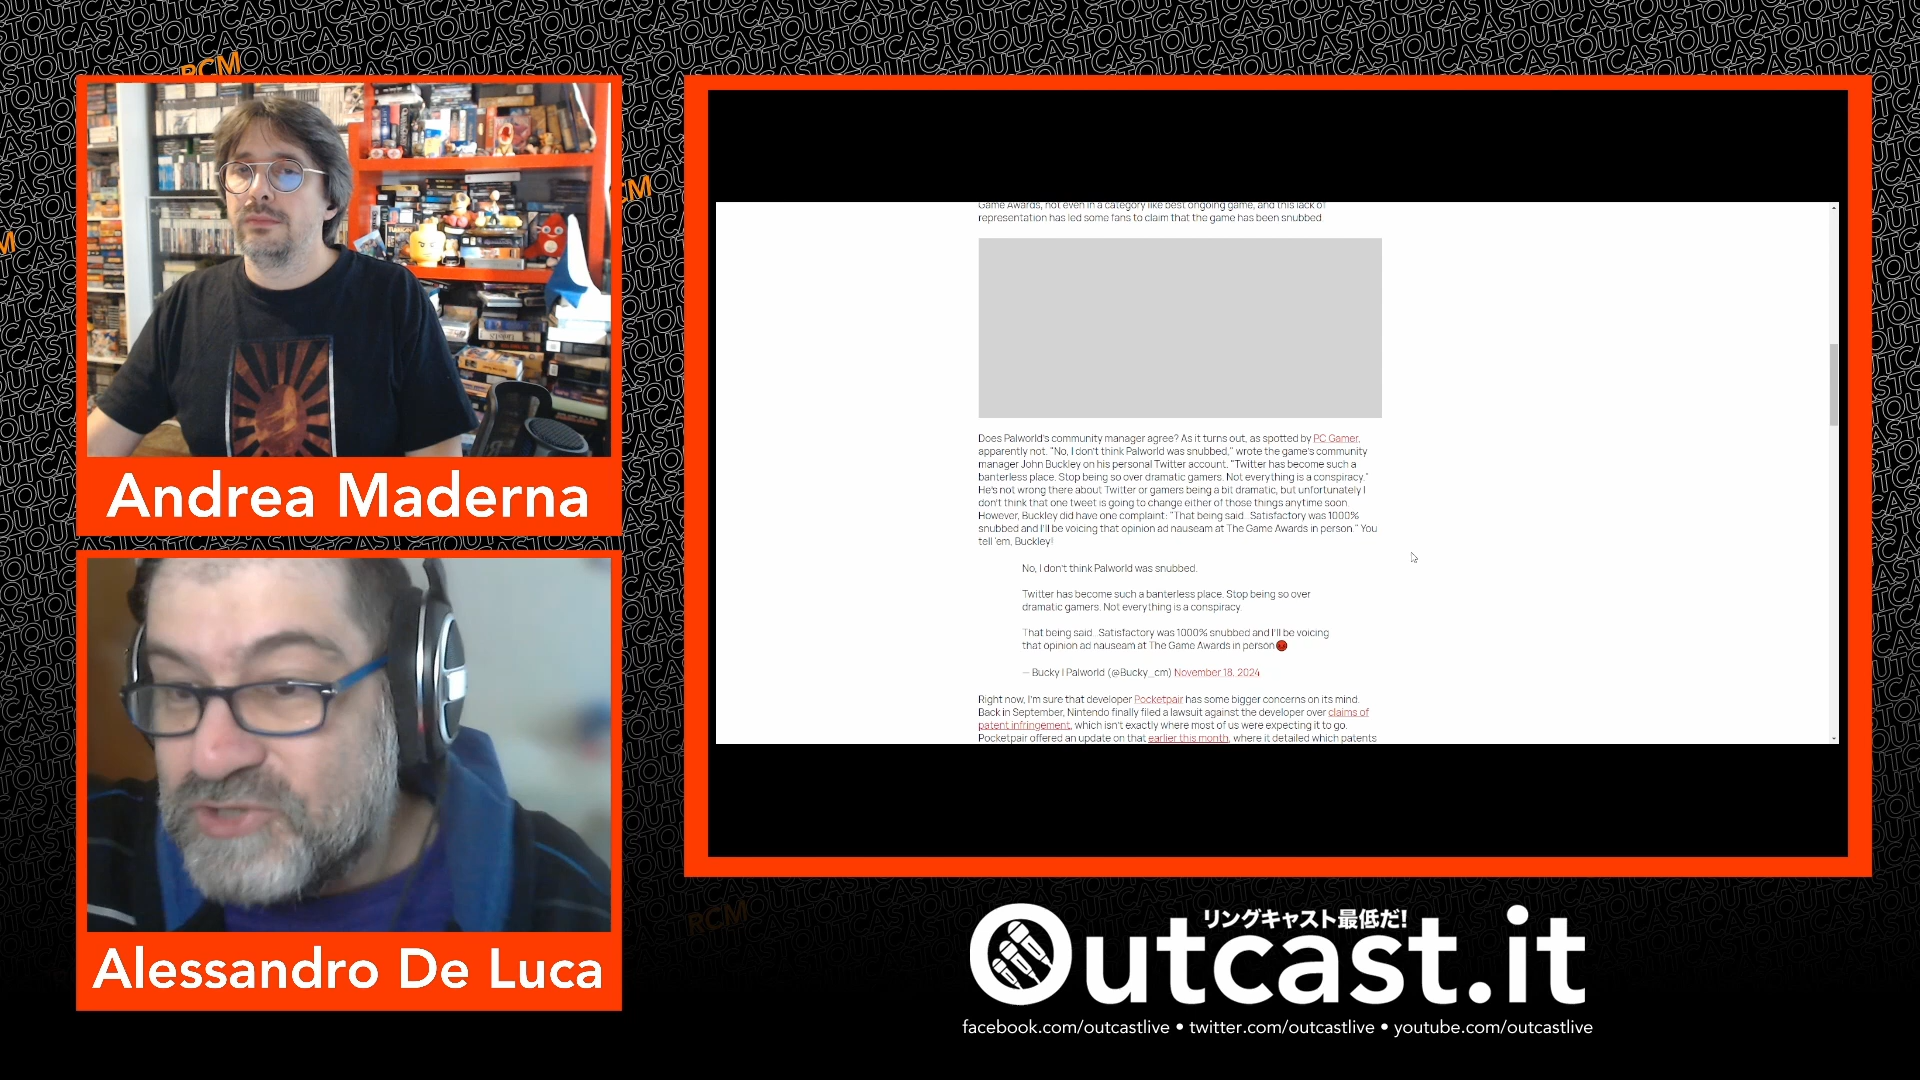 RCM
Andrea Maderna
Alessandro De Luca
Game Awards, not even in a category like best ongoing game, and this lack of
representation has led some fans to claim that the game has been snubbed
Does Palworld's community manager agree? As it turns out, as spotted by PC Gamer,
apparently not. "No, I don't think Palworld was snubbed," wrote the game's community
manager John Buckley on his personal Twitter account. "Twitter has become such a
banterless place. Stop being so over dramatic gamers. Not everything is a conspiracy."
He's not wrong there about Twitter or gamers being a bit dramatic, but unfortunately I
don't think that one tweet is going to change either of those things anytime soon.
However, Buckley did have one complaint: "That being said.. Satisfactory was 1000%
snubbed and I'll be voicing that opinion ad nauseam at The Game Awards in person." You
tell 'em, Buckley!
No, I don't think Palworld was snubbed.
Twitter has become such a banterless place. Stop being so over
dramatic gamers. Not everything is a conspiracy.
That being said.. Satisfactory was 1000% snubbed and I'll be voicing
that opinion ad nauseam at The Game Awards in person
— Bucky | Palworld (@Bucky_cm) November 18, 2024
Right now, I'm sure that developer Pocketpair has some bigger concerns on its mind.
Back in September, Nintendo finally filed a lawsuit against the developer over claims of
patent infringement, which isn't exactly where most of us were expecting it to go.
Pocketpair offered an update on that earlier this month, where it detailed which patents
RCM
リングキャスト最低だ!
Outcast.it
facebook.com/outcastlive • twitter.com/outcastlive • youtube.com/outcastlive